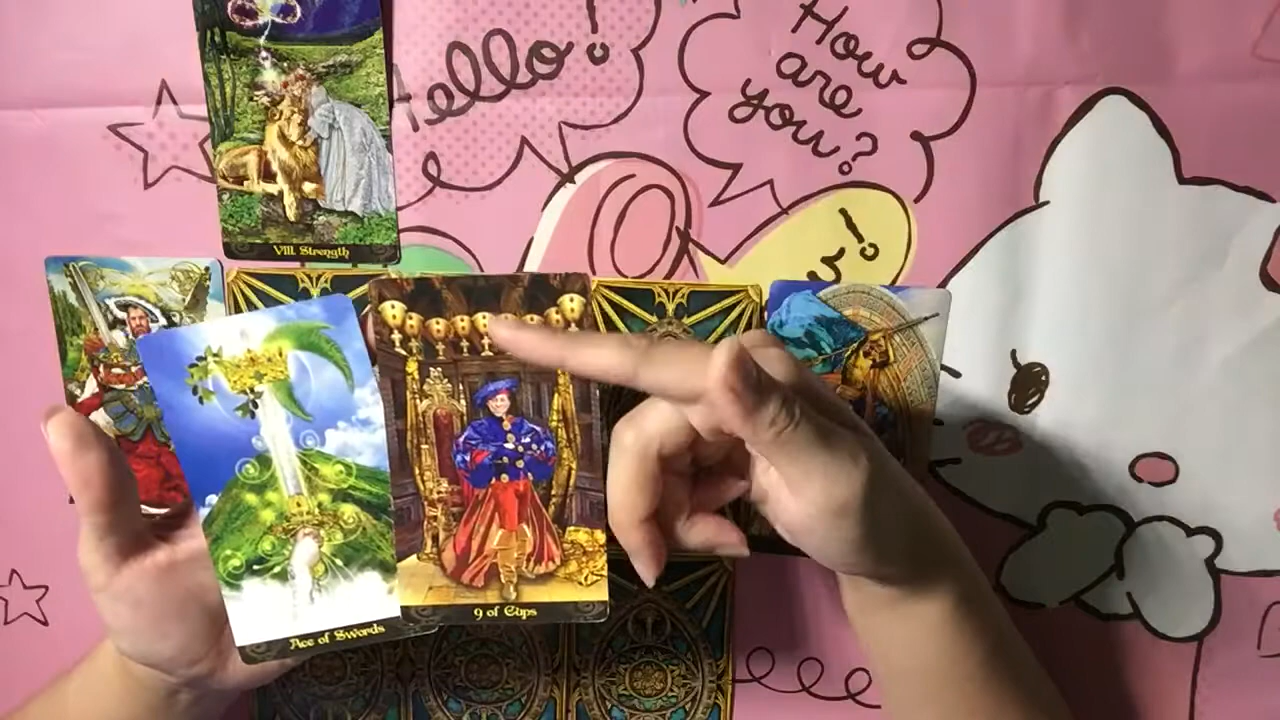 Hello!
How
are
you?
VIII. Strength
9 of Cups
Ace of Swords